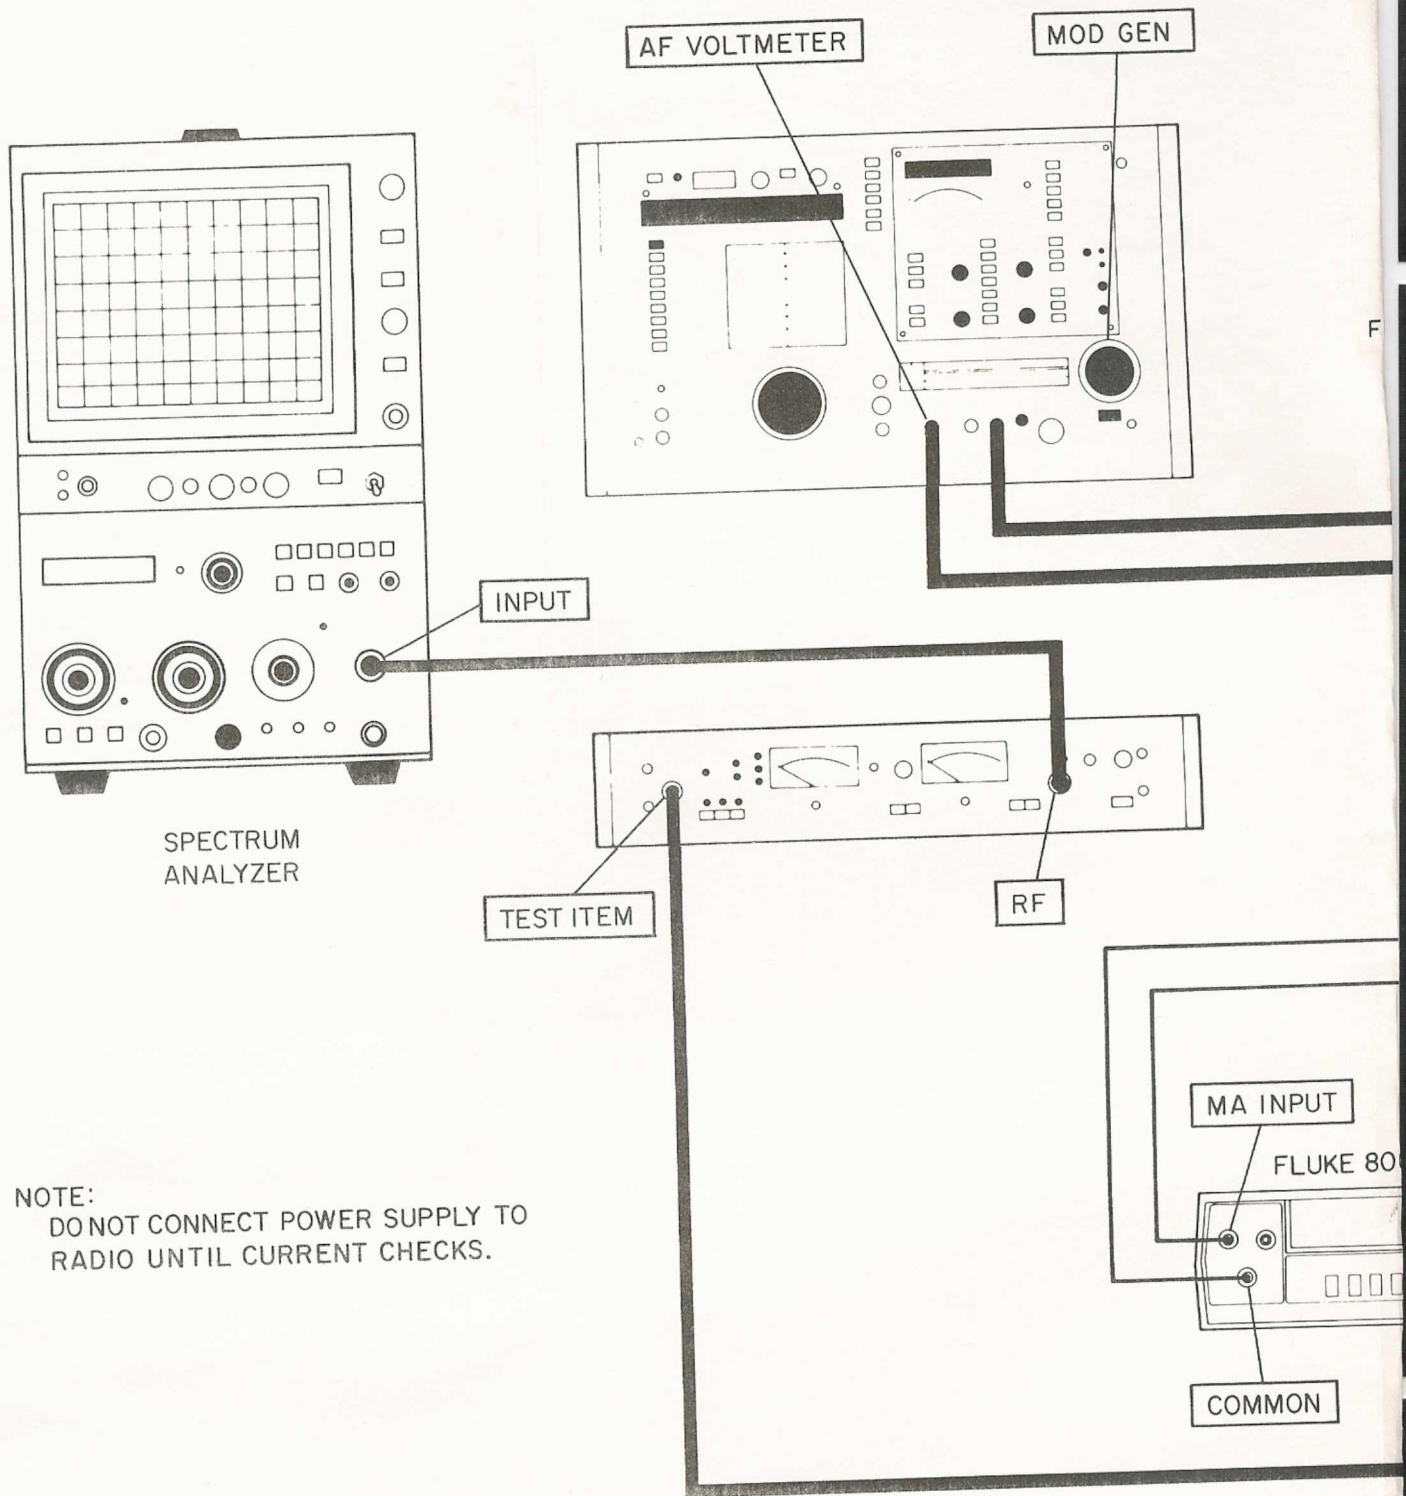 AF VOLTMETER
MOD GEN
F
INPUT
SPECTRUM
ANALYZER
TEST ITEM
RF
MA INPUT
FLUKE 80
NOTE:
DO NOT CONNECT POWER SUPPLY TO
RADIO UNTIL CURRENT CHECKS.
COMMON